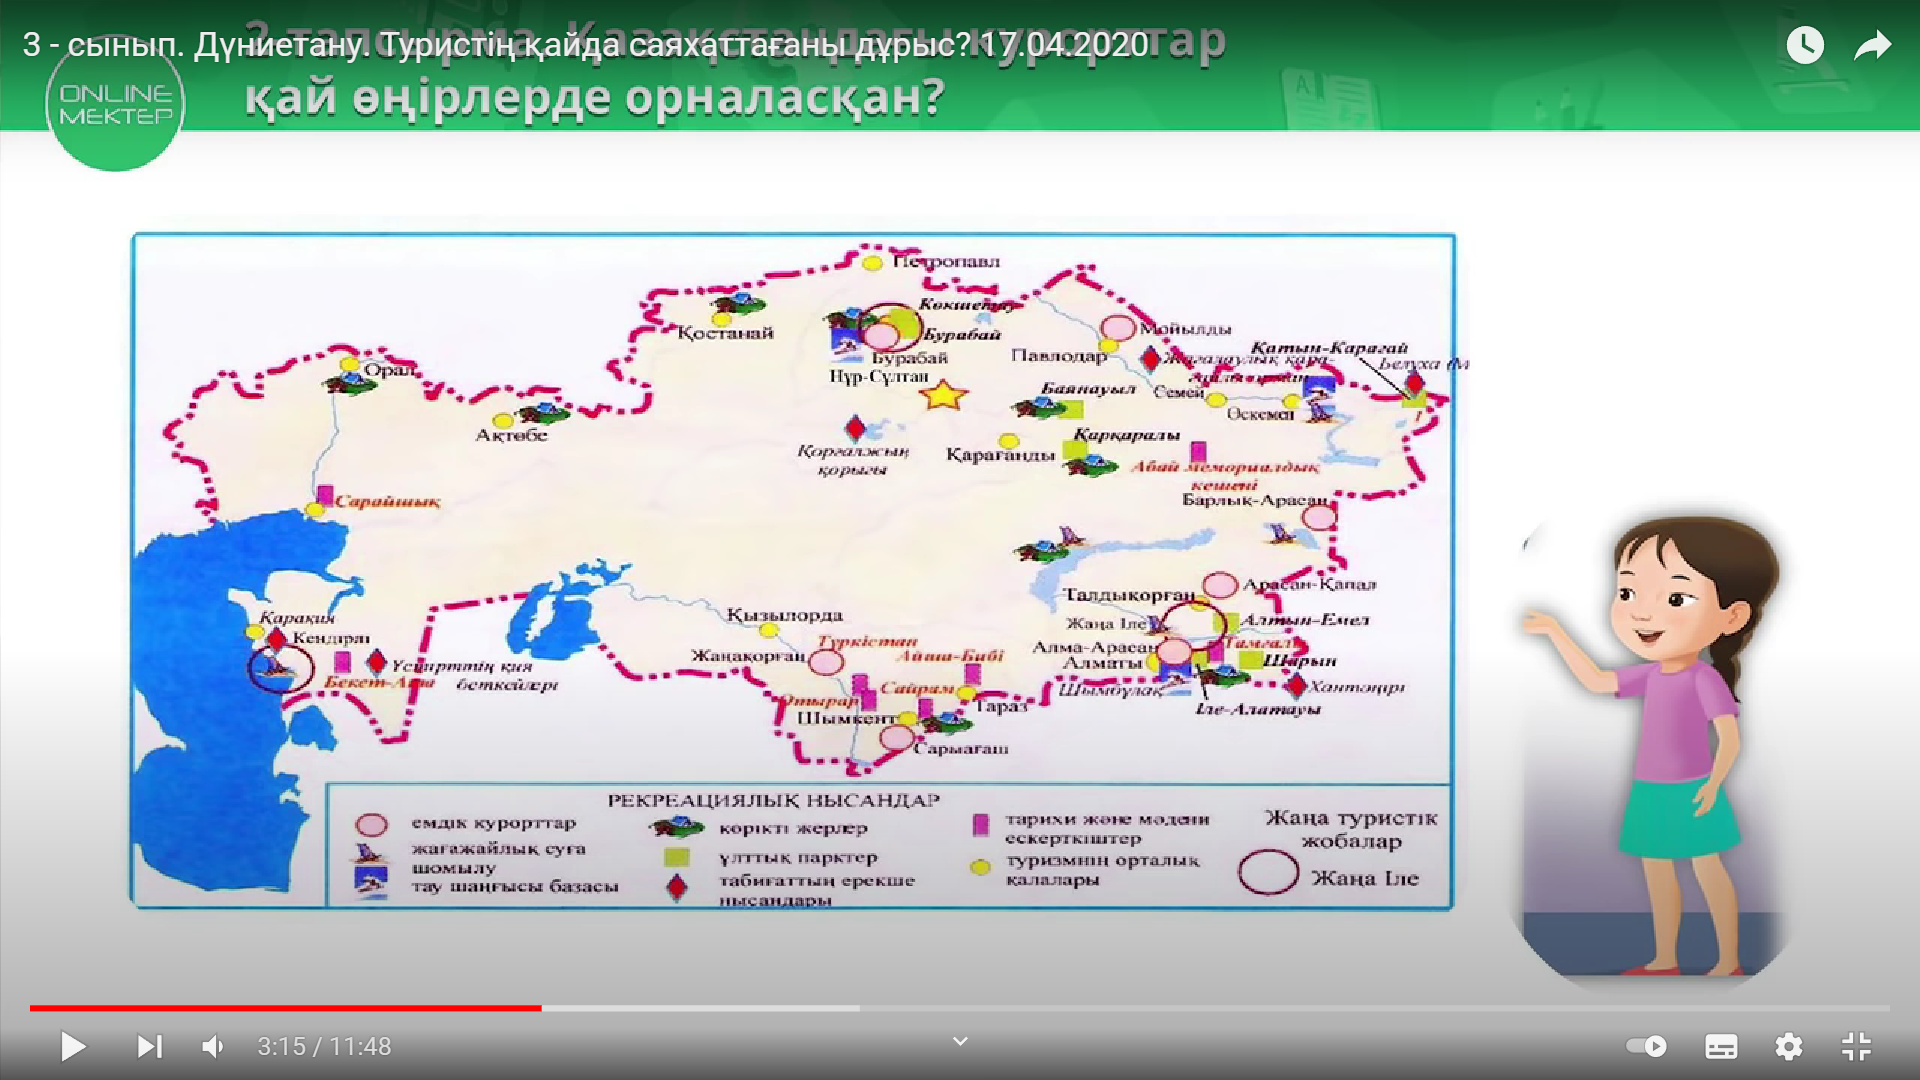 3 - сынып. Дүниетану. Туристің қайда саяхаттағаны дұрыс? 17.04.2020
қай өңірлерде орналасқан?
ONLINE
МЕКТЕР
Петропавл
Көкшетау
Қостанай
Бурабай
Мойылды
Бурабай
Павлодар
Қатын-Қарағай
Белуха
Орал
Нұр-Сұлтан
Баянауыл
Семей
Өскемен
Ақтөбе
Қорғалжың
қорығы
Қарағанды
Қарқаралы
Абай мемориалдық
кешені
Барлық-Арасан
Сарайшық
Талдықорған
Арасан-Қапал
Қарақия
Кендірлі
Қызылорда
Жаңа Іле
Алтын-Емел
Түркістан
Жаңақорған
Айша-Бибі
Алма-Арасан
Алматы
Шарын
Үстірттің қия
беткейлері
Бекет-Ата
Отырар
Сайрам
Шымбұлақ
Хантәңірі
Шымкент
Тараз
Іле-Алатауы
Сарыағаш
РЕКРЕАЦИЯЛЫҚ НЫСАНДАР
емдік курорттар
жағажайлық суға
шомылу
тау шаңғысы базасы
көрікті жерлер
ұлттық парктер
табиғаттың ерекше
нысандары
тарихи және мәдени
ескерткіштер
туризмнің орталық
қалалары
Жаңа туристік
жобалар
Жаңа Іле
3:15 / 11:48